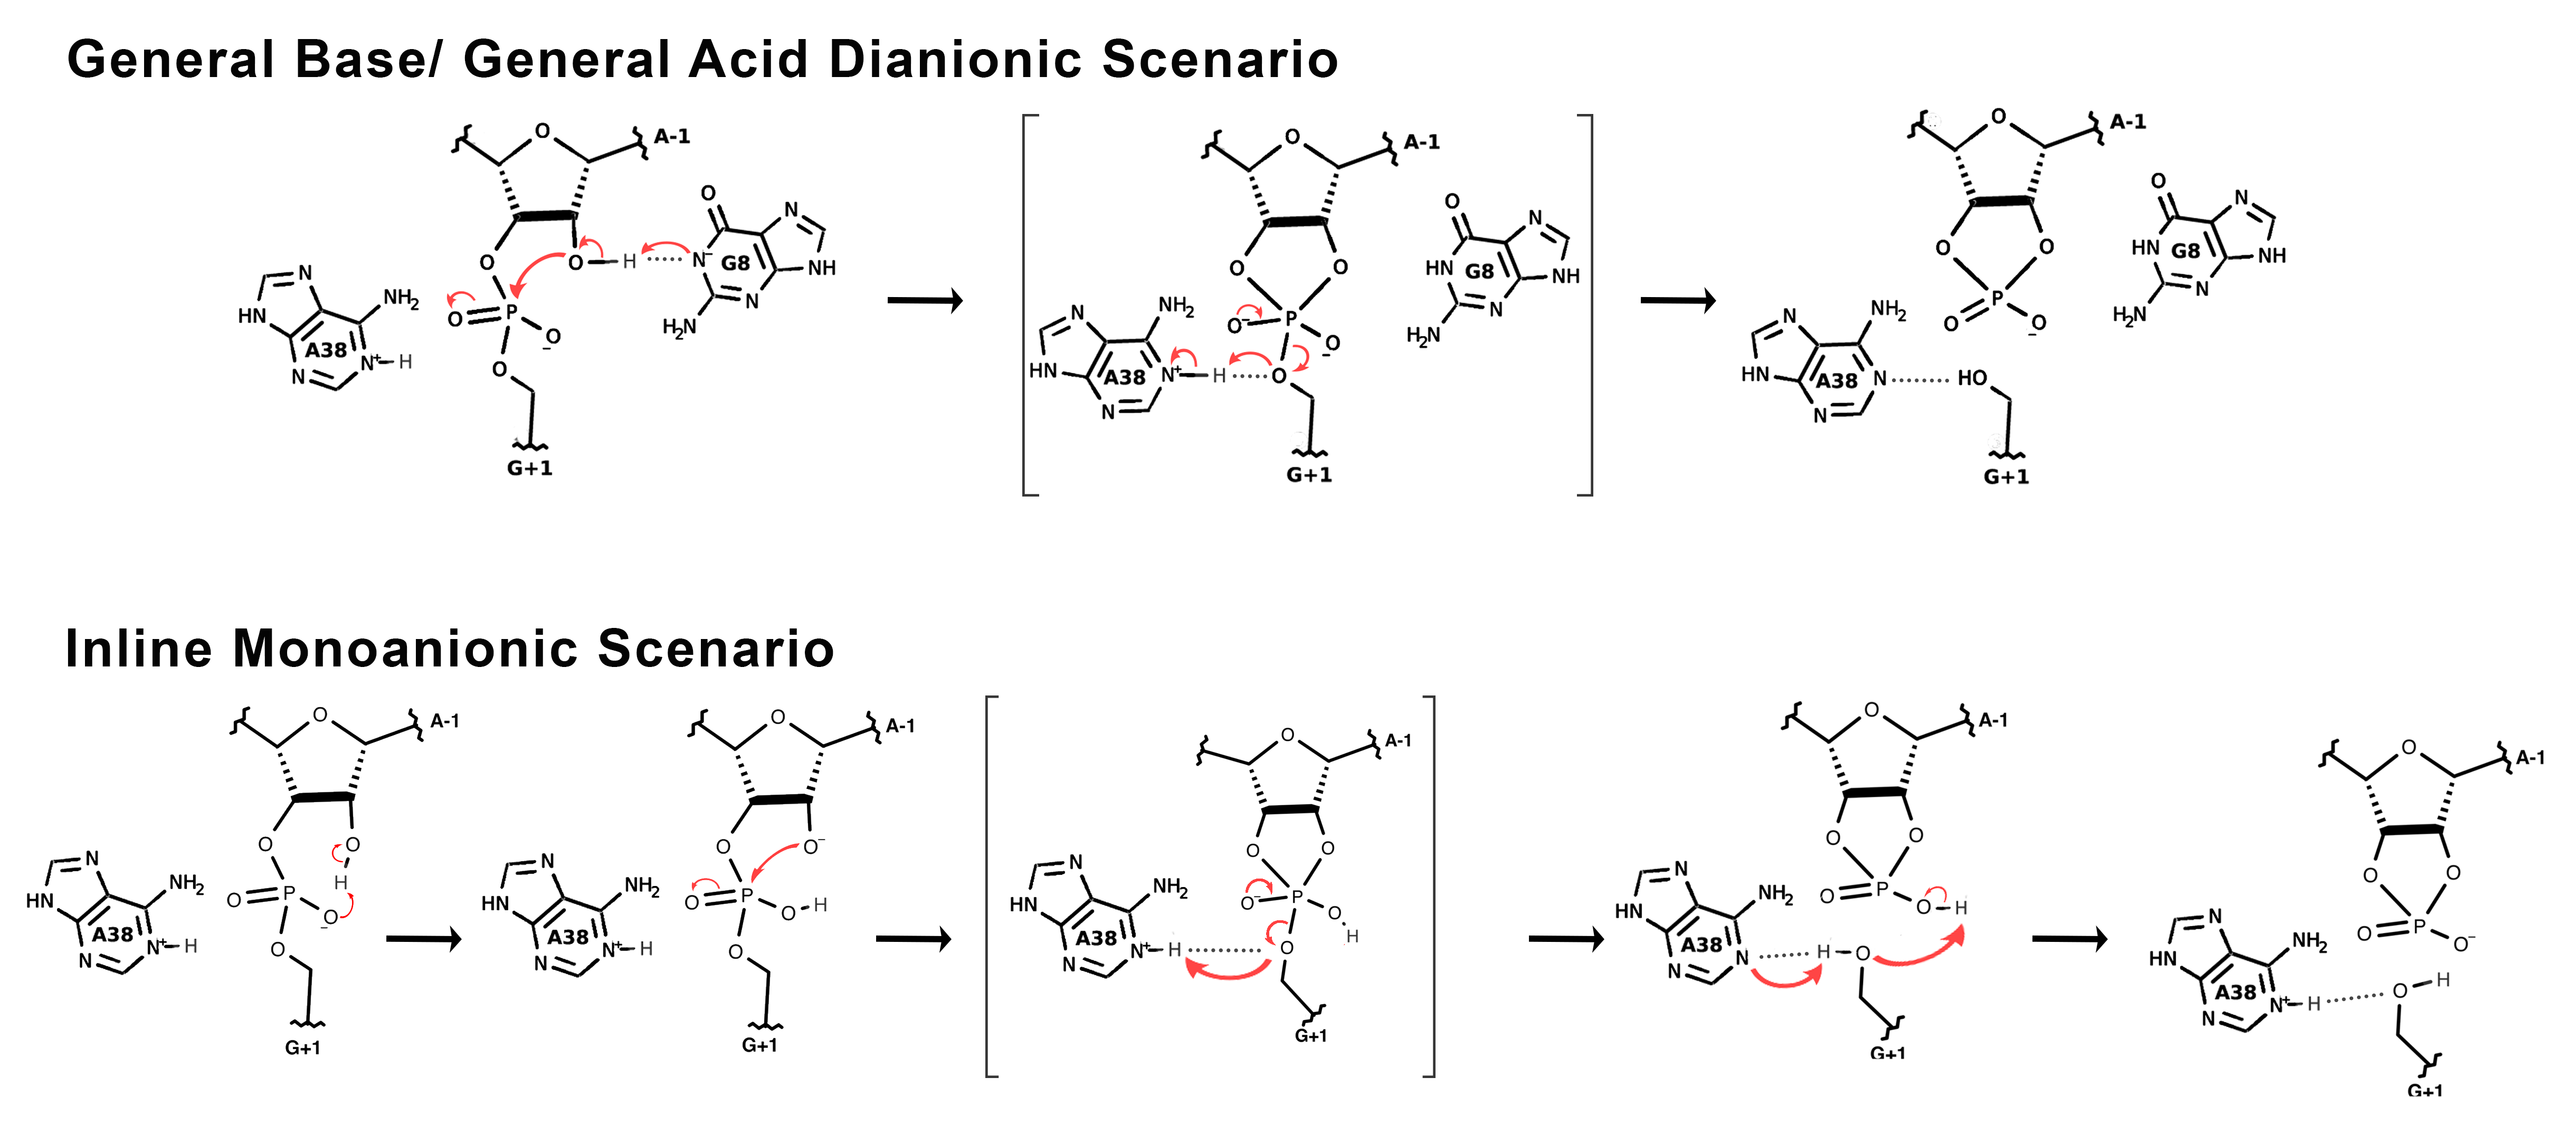 General Base/ General Acid Dianionic Scenario
O
A-1
O
N
O
O
H
N⁻
G8
NH
N
H₂N
N
HN
NH₂
A38
N
N⁺
H
O
P
O⁻
O
G+1
O
A-1
O
N
O
O
HN
G8
NH
N
H₂N
N
HN
NH₂
A38
N
N⁺
H
O⁻
P
O⁻
O
G+1
O
A-1
O
N
O
O
HN
G8
NH
N
H₂N
P
O
O⁻
N
HN
NH₂
A38
N
N
HO
G+1
Inline Monoanionic Scenario
O
A-1
O
O
H
N
HN
NH₂
A38
N
N⁺
H
O
P
O⁻
O
G+1
O
A-1
O
O⁻
N
HN
NH₂
A38
N
N⁺
H
O
P
O
H
O
G+1
O
A-1
O
O
N
HN
NH₂
A38
N
N⁺
H
O⁻
P
O
H
O
G+1
O
A-1
O
O
N
HN
NH₂
A38
N
N
O
P
O
H
H
O
G+1
O
A-1
O
O
O
P
O⁻
N
HN
NH₂
A38
N
N⁺
H
O
H
G+1